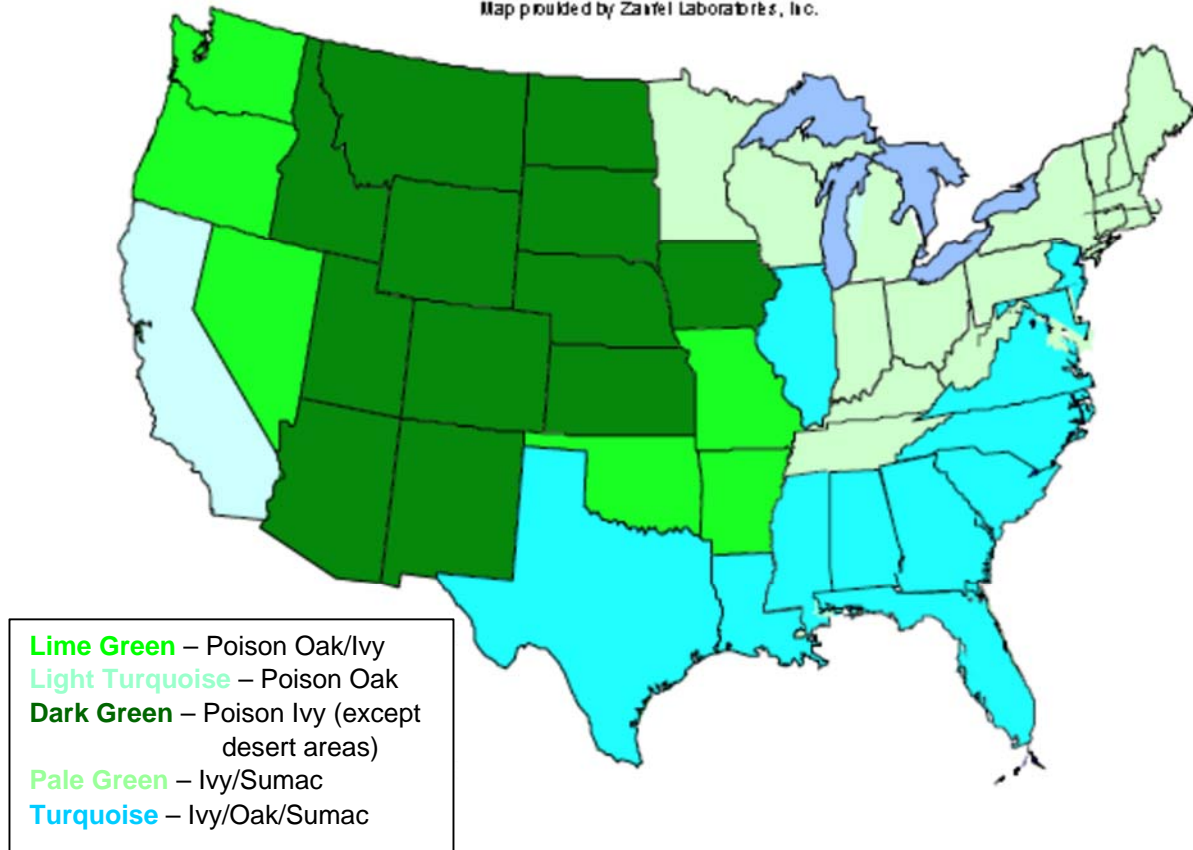 Map provided by Zanfel Laboratories, Inc.
Lime Green – Poison Oak/Ivy
Light Turquoise – Poison Oak
Dark Green – Poison Ivy (except
desert areas)
Pale Green – Ivy/Sumac
Turquoise – Ivy/Oak/Sumac